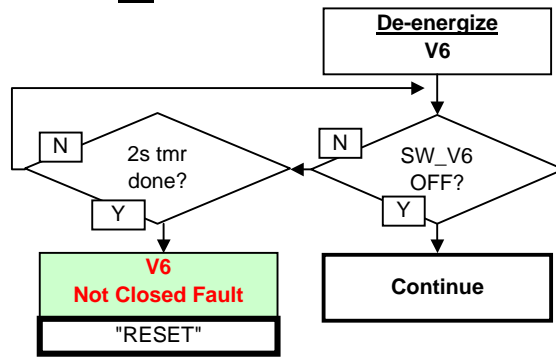 De-energize
V6
N
2s tmr
done?
Y
N
SW_V6
OFF?
Y
V6
Not Closed Fault
"RESET"
Continue